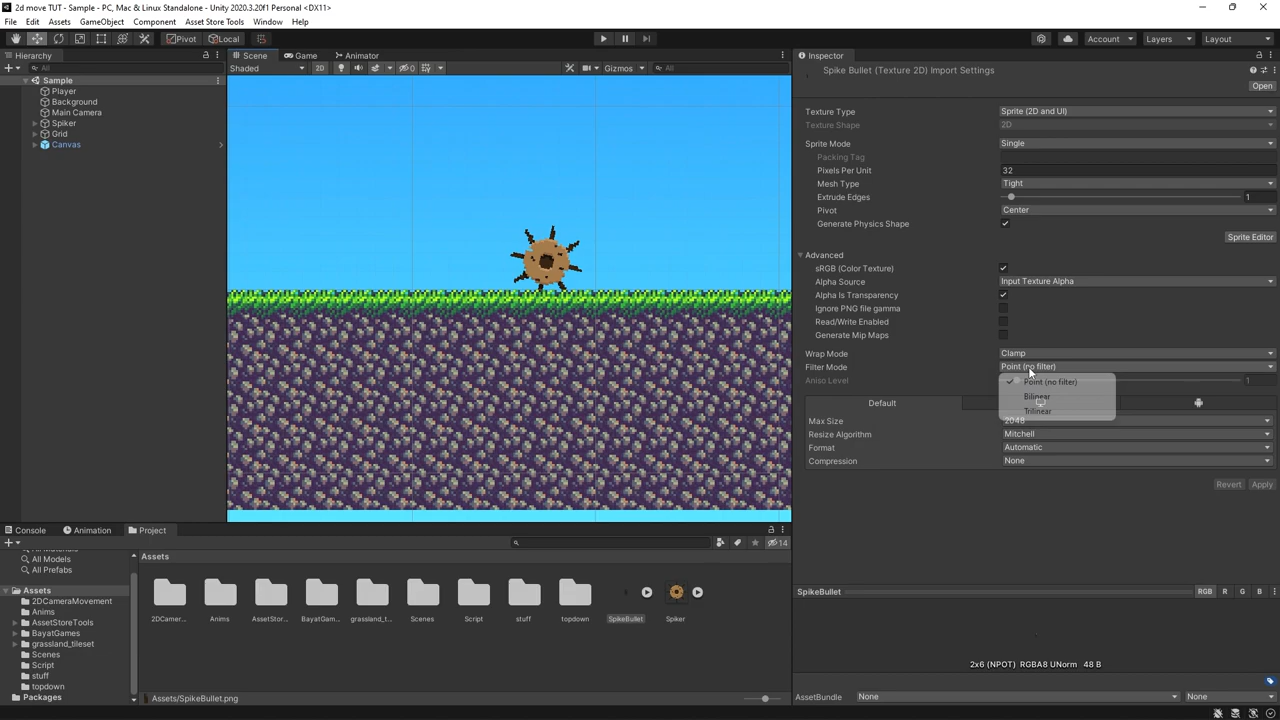 2d move TUT - Sample - PC, Mac & Linux Standalone - Unity 2020.3.20f1 Personal <DX11>
File Edit Assets GameObject Component Asset Store Tools Window Help
Pivot Local Account Layers Layout
Hierarchy Scene Game Animator Inspector
All Shaded 2D Gizmos All
Spike Bullet (Texture 2D) Import Settings
Open
Sample
Player
Background
Main Camera
Spiker
Grid
Canvas
Texture Type Sprite (2D and UI)
Texture Shape 2D
Sprite Mode Single
Packing Tag
Pixels Per Unit 32
Mesh Type Tight
Extrude Edges 1
Pivot Center
Generate Physics Shape
Sprite Editor
Advanced
sRGB (Color Texture)
Alpha Source Input Texture Alpha
Alpha Is Transparency
Ignore PNG file gamma
Read/Write Enabled
Generate Mip Maps
Wrap Mode Clamp
Filter Mode Point (no filter)
Aniso Level 1
Point (no filter)
Bilinear
Trilinear
Default
Max Size 2048
Resize Algorithm Mitchell
Format Automatic
Compression None
Revert Apply
Console Animation Project
14
All Models
All Prefabs
Assets
2DCameraMovement
Anims
AssetStoreTools
BayatGames
grassland_tileset
Scenes
Script
stuff
topdown
Packages
Assets
2DCamer... Anims AssetStor... BayatGam... grassland_t... Scenes Script stuff topdown SpikeBullet Spiker
Assets/SpikeBullet.png
SpikeBullet RGB R G B
2x6 (NPOT) RGBA8 UNorm 48 B
AssetBundle None None